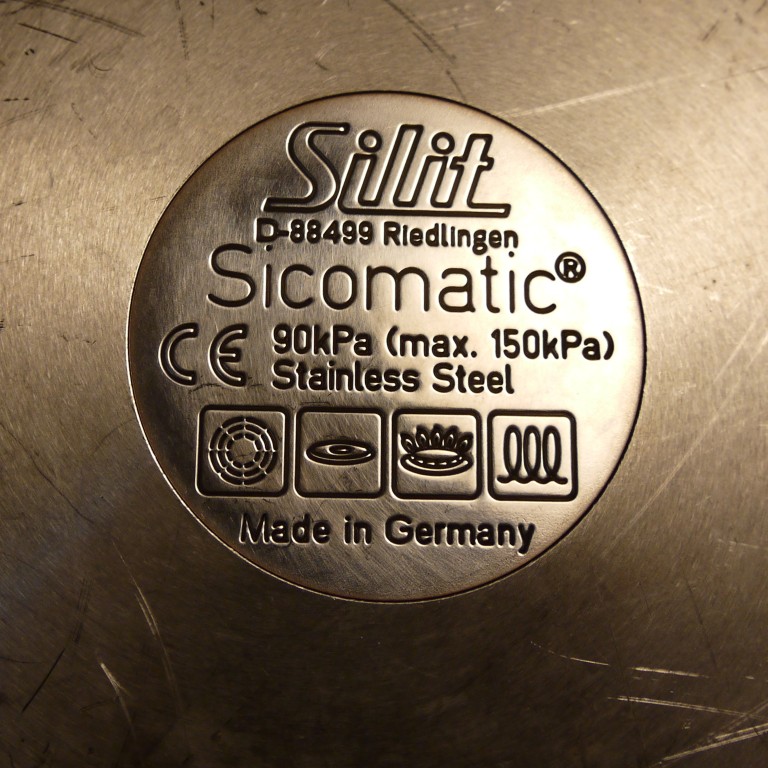 Silit
D-88499 Riedlingen
Sicomatic®
CE 90kPa (max. 150kPa)
Stainless Steel
Made in Germany